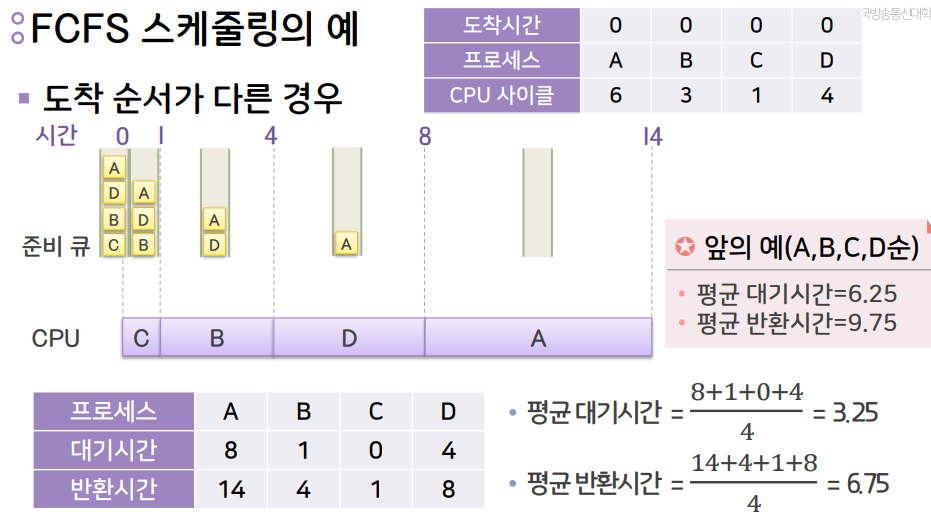 FCFS 스케줄링의 예
도착시간 0 0 0 0
프로세스 A B C D
CPU 사이클 6 3 1 4
국방송통신대학
도착 순서가 다른 경우
시간 0 1 4 8 14
A
D A
B D A
C B D A
준비 큐
앞의 예(A,B,C,D순)
• 평균 대기시간=6.25
• 평균 반환시간=9.75
CPU C B D A
프로세스 A B C D
대기시간 8 1 0 4
반환시간 14 4 1 8
• 평균 대기시간 = 8+1+0+4 / 4 = 3.25
• 평균 반환시간 = 14+4+1+8 / 4 = 6.75